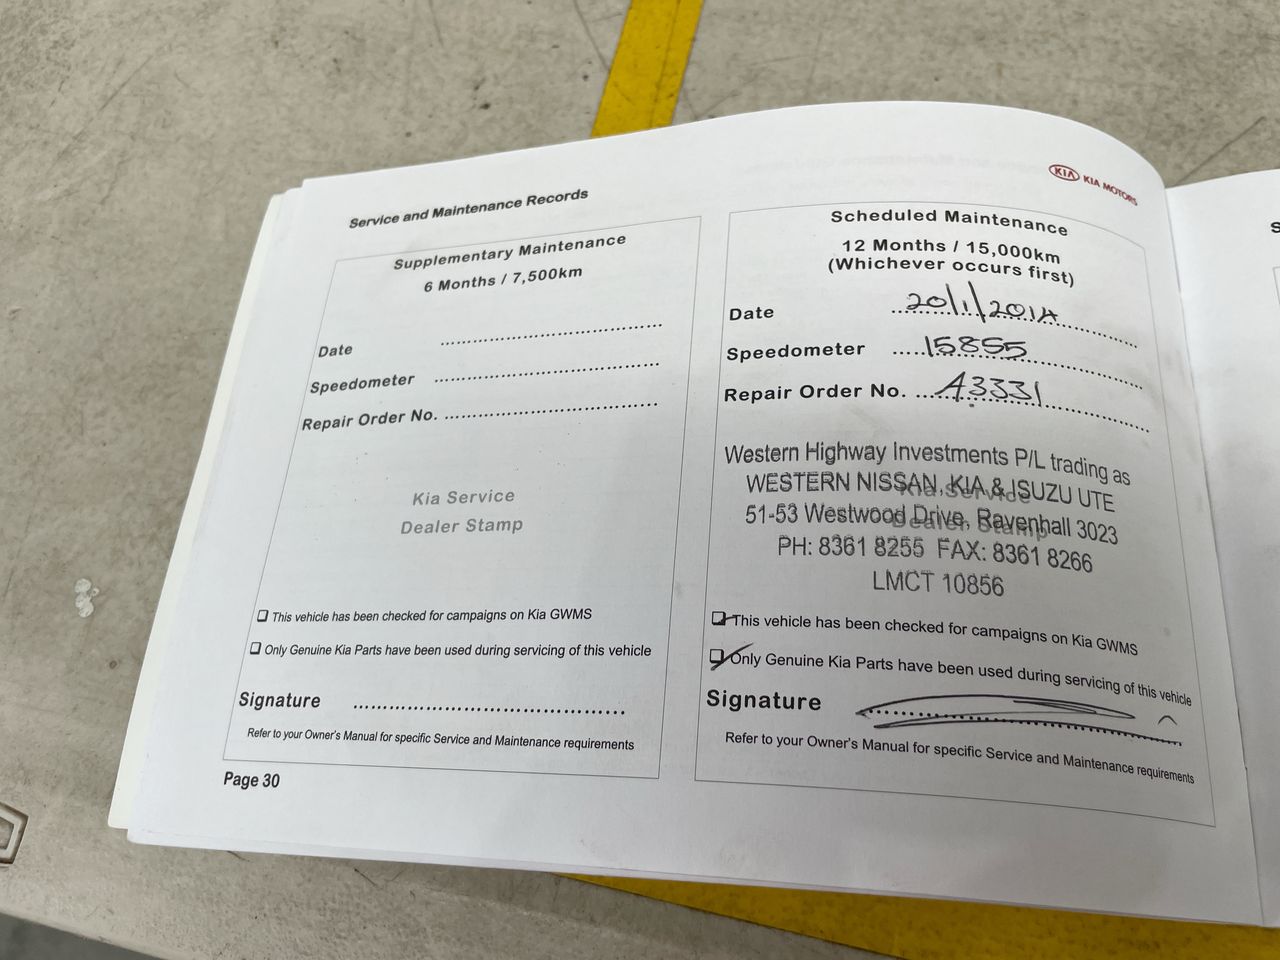 Service and Maintenance Records
KIA KIA MOTORS
Supplementary Maintenance
6 Months / 7,500km
Date
Speedometer
Repair Order No.
Kia Service
Dealer Stamp
❑ This vehicle has been checked for campaigns on Kia GWMS
❑ Only Genuine Kia Parts have been used during servicing of this vehicle
Signature
Refer to your Owner's Manual for specific Service and Maintenance requirements
Page 30
Scheduled Maintenance
12 Months / 15,000km
(Whichever occurs first)
Date 20/1/2014
Speedometer 15855
Repair Order No. A3331
Kia Service
Dealer Stamp
Western Highway Investments P/L trading as
WESTERN NISSAN, KIA & ISUZU UTE
51-53 Westwood Drive, Ravenhall 3023
PH: 8361 8255 FAX: 8361 8266
LMCT 10856
❑ This vehicle has been checked for campaigns on Kia GWMS
❑ Only Genuine Kia Parts have been used during servicing of this vehicle
Signature
Refer to your Owner's Manual for specific Service and Maintenance requirements
S